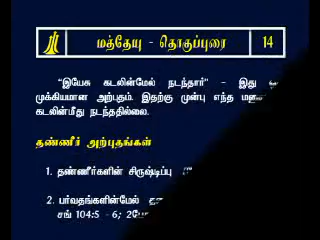 மத்தேயு - தொகுப்புரை 14
"இயேசு கடலின்மேல் நடந்தார்" - இது
முக்கியமான அற்புதம். இதற்கு முன்பு எந்த
கடலின்மீது நடந்ததில்லை.
தண்ணீர் அற்புதங்கள்
1. தண்ணீர்களின் சிருஷ்டிப்பு
2. பர்வதங்களின்மேல்
சங் 104:5 - 6;